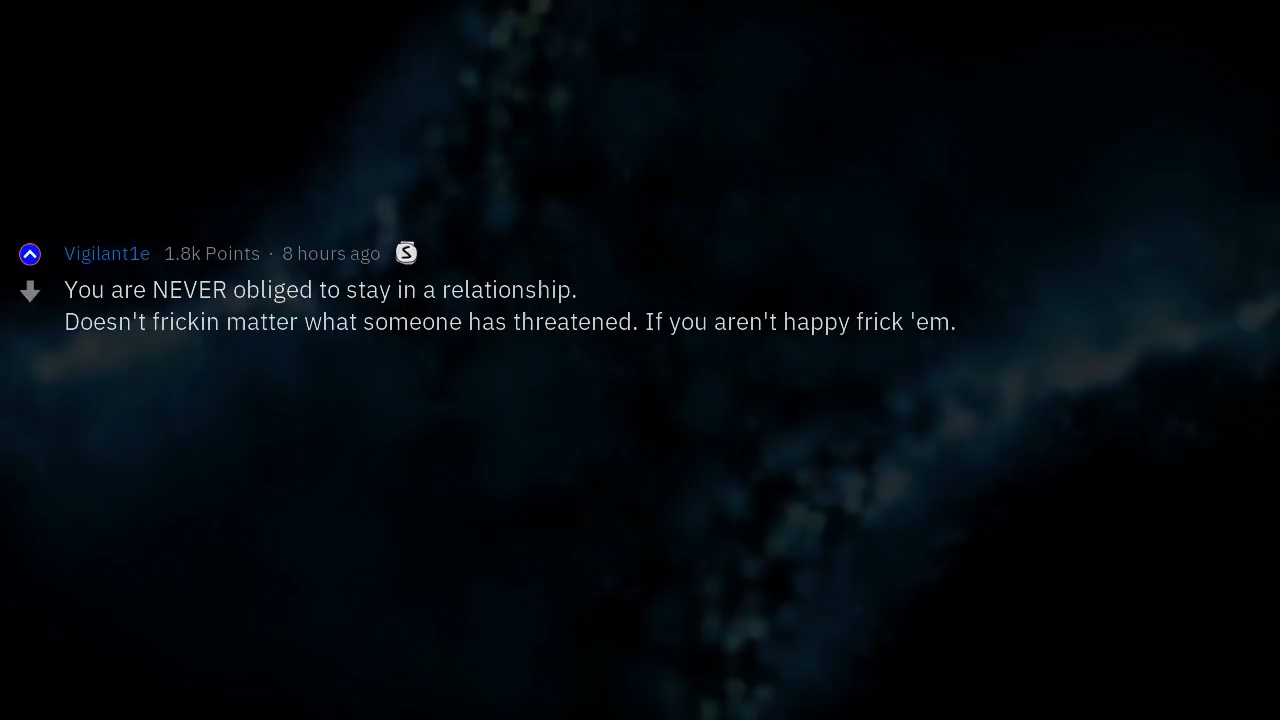 Vigilant1e 1.8k Points · 8 hours ago S
You are NEVER obliged to stay in a relationship.
Doesn't frickin matter what someone has threatened. If you aren't happy frick 'em.